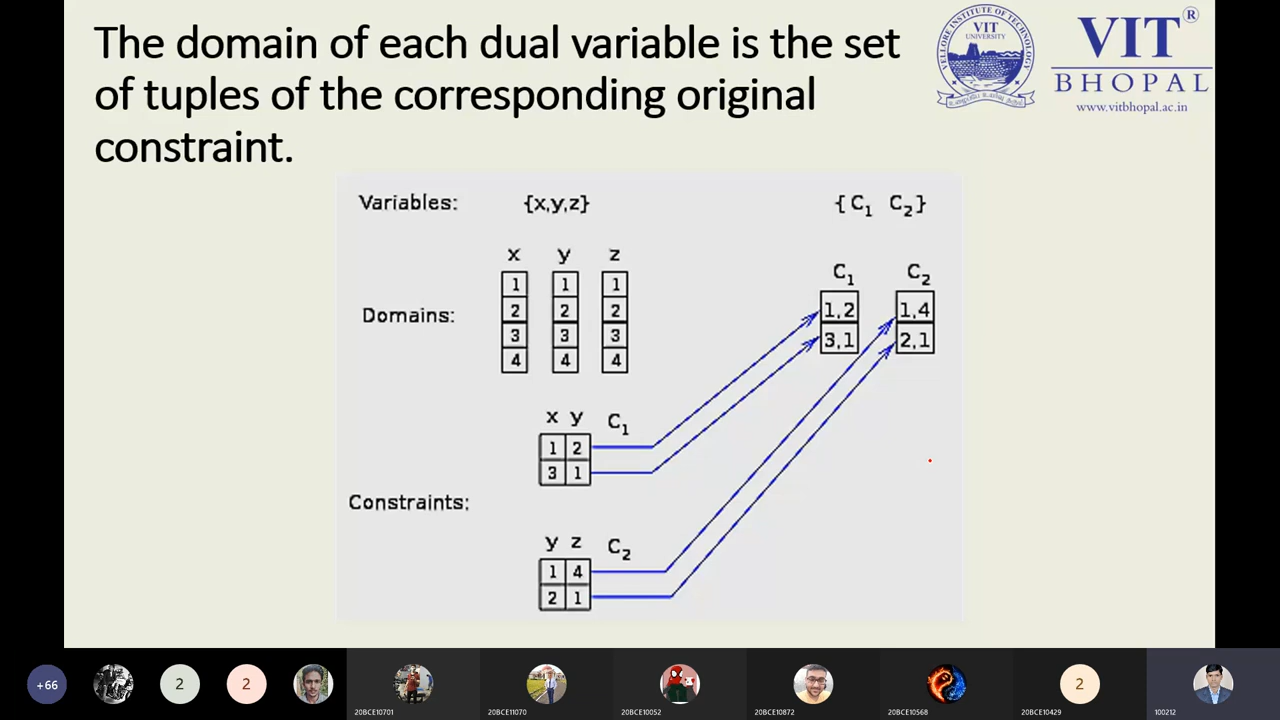 The domain of each dual variable is the set
of tuples of the corresponding original
constraint.
VIT
UNIVERSITY
VELLORE INSTITUTE OF TECHNOLOGY
VIT®
BHOPAL
www.vitbhopal.ac.in
Variables: {x,y,z} { C1 C2 }
x y z
C1 C2
Domains:
1 1 1
2 2 2
3 3 3
4 4 4
1,2 1,4
3,1 2,1
x y C1
1 2
3 1
Constraints:
y z C2
1 4
2 1
+66
2
2
2
20BCE10701
20BCE11070
20BCE10052
20BCE10872
20BCE10568
20BCE10429
100212